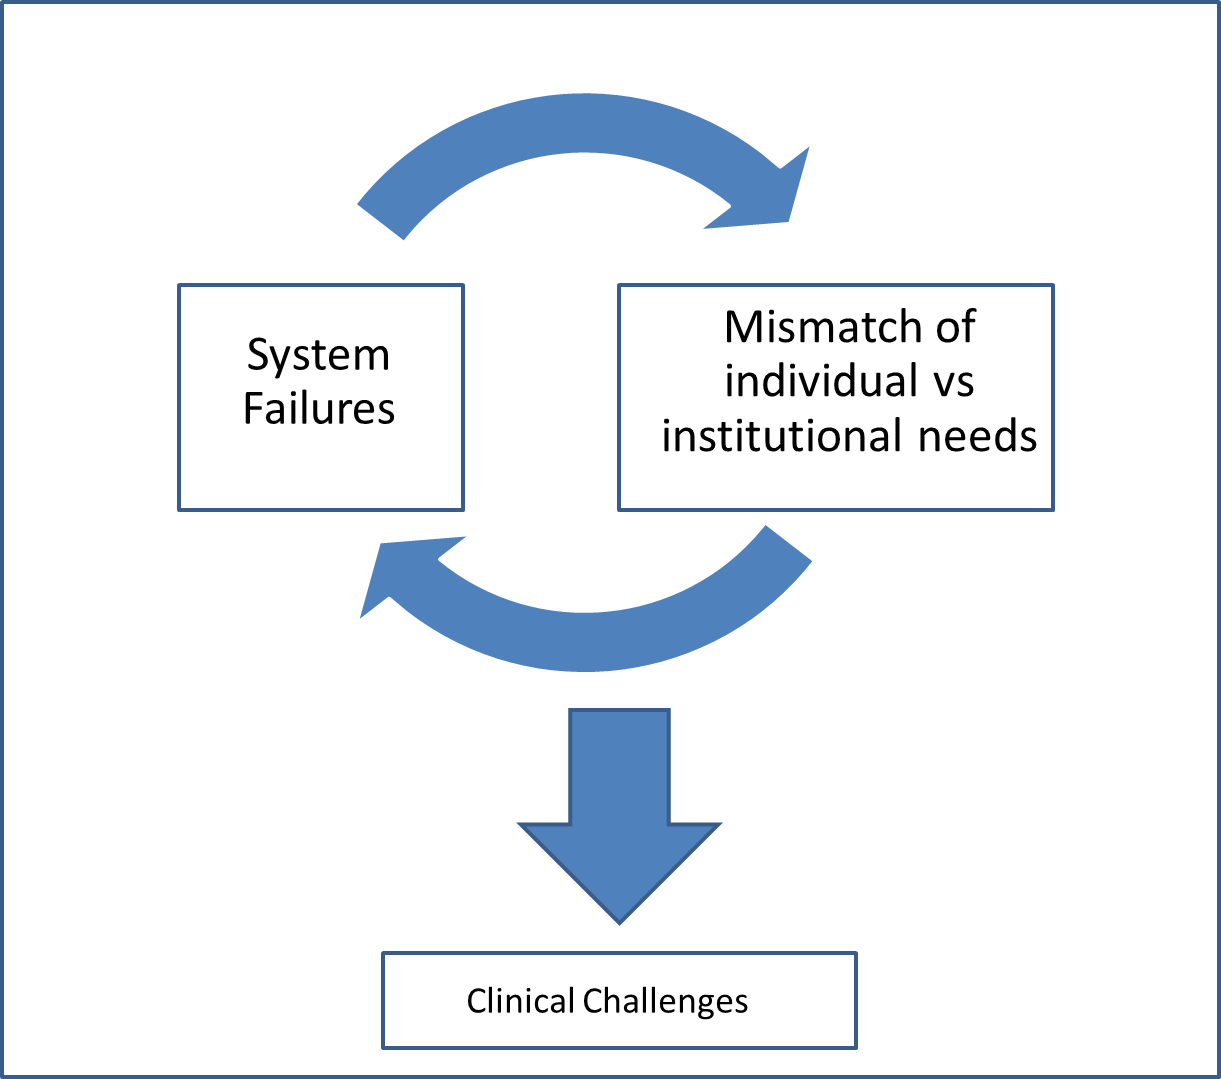 System
Failures
Mismatch of
individual vs
institutional needs
Clinical Challenges